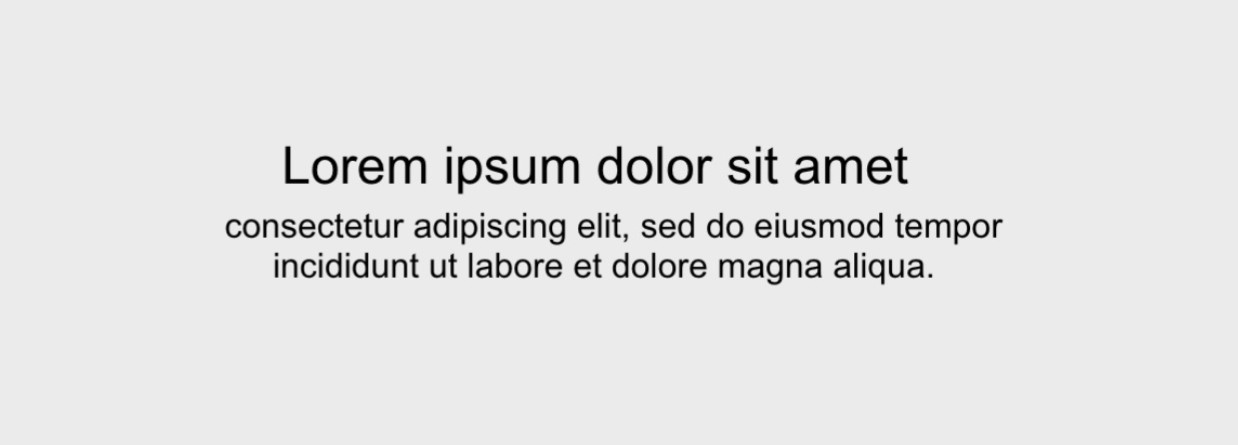 Lorem ipsum dolor sit amet
consectetur adipiscing elit, sed do eiusmod tempor
incididunt ut labore et dolore magna aliqua.